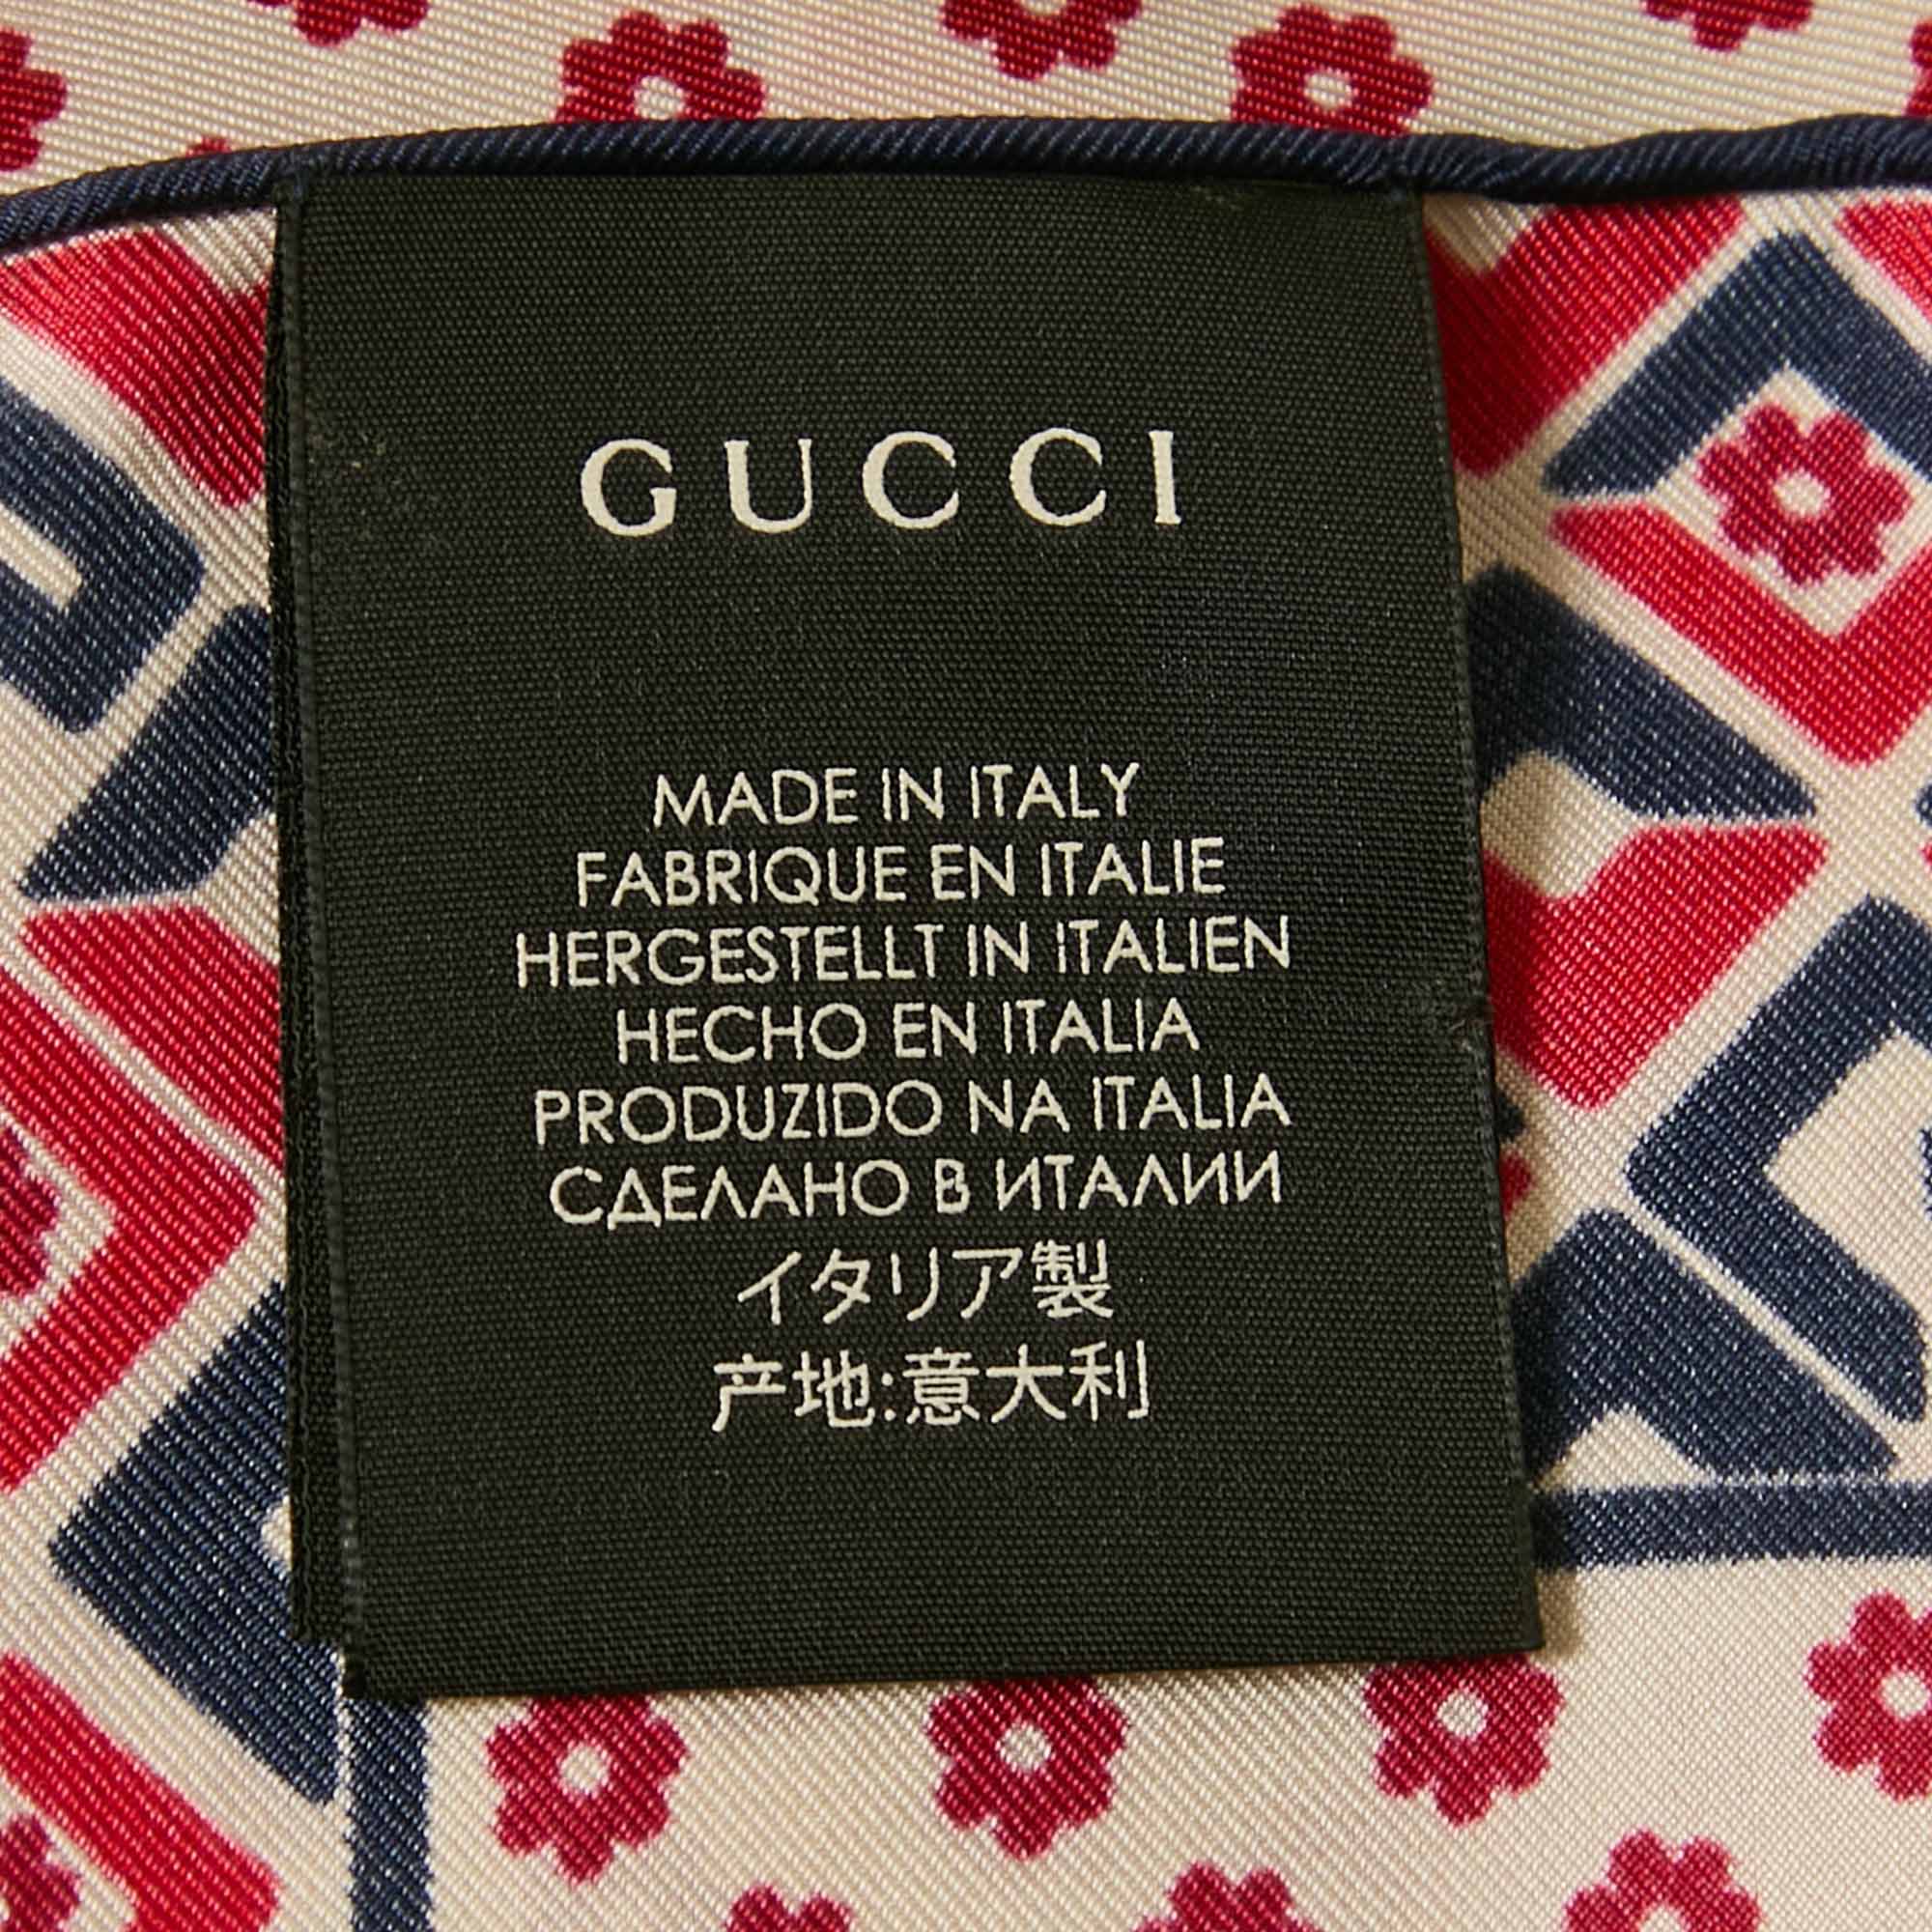 GUCCI
MADE IN ITALY
FABRIQUE EN ITALIE
HERGESTELLT IN ITALIEN
HECHO EN ITALIA
PRODUZIDO NA ITALIA
СДЕЛАНО В ИТАЛИИ
イタリア製
产地:意大利